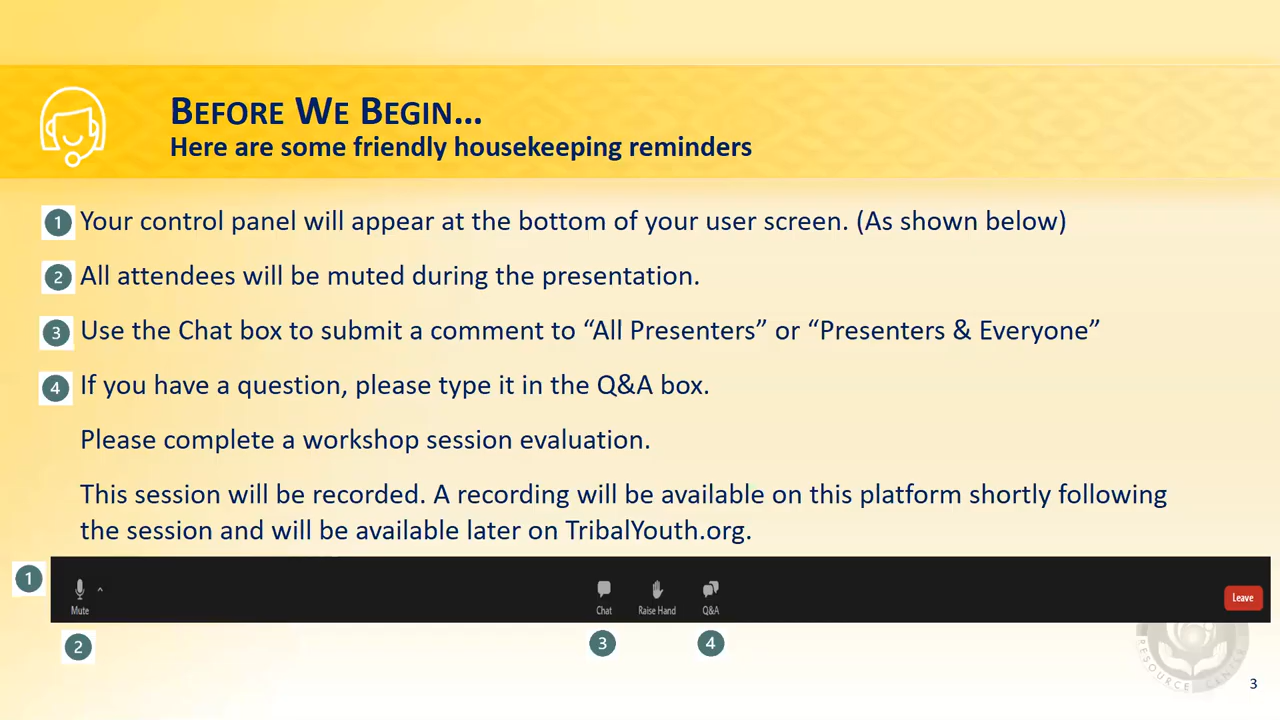 BEFORE WE BEGIN...
Here are some friendly housekeeping reminders
1 Your control panel will appear at the bottom of your user screen. (As shown below)
2 All attendees will be muted during the presentation.
3 Use the Chat box to submit a comment to “All Presenters” or “Presenters & Everyone”
4 If you have a question, please type it in the Q&A box.
Please complete a workshop session evaluation.
This session will be recorded. A recording will be available on this platform shortly following
the session and will be available later on TribalYouth.org.
1
Mute
Chat
Raise Hand
Q&A
Leave
2
3
4
RESOURCE CENTER
3